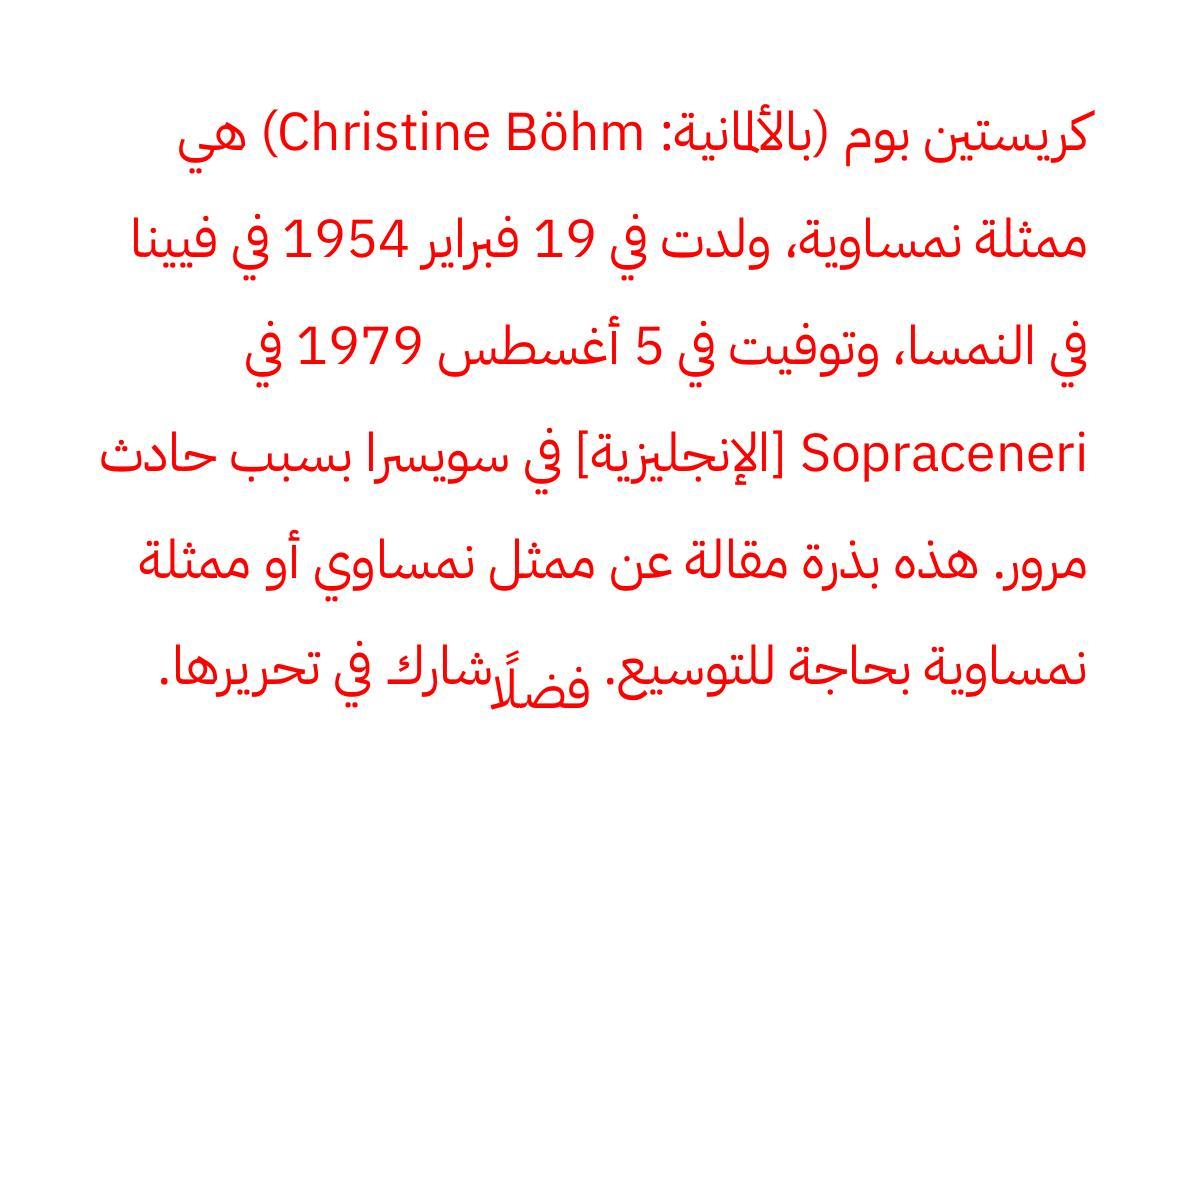 كريستين بوم (بالألمانية: Christine Böhm) هي
ممثلة نمساوية، ولدت في 19 فبراير 1954 في فيينا
في النمسا، وتوفيت في 5 أغسطس 1979 في
Sopraceneri [الإنجليزية] في سويسرا بسبب حادث
مرور. هذه بذرة مقالة عن ممثل نمساوي أو ممثلة
نمساوية بحاجة للتوسيع. فضلًا شارك في تحريرها.